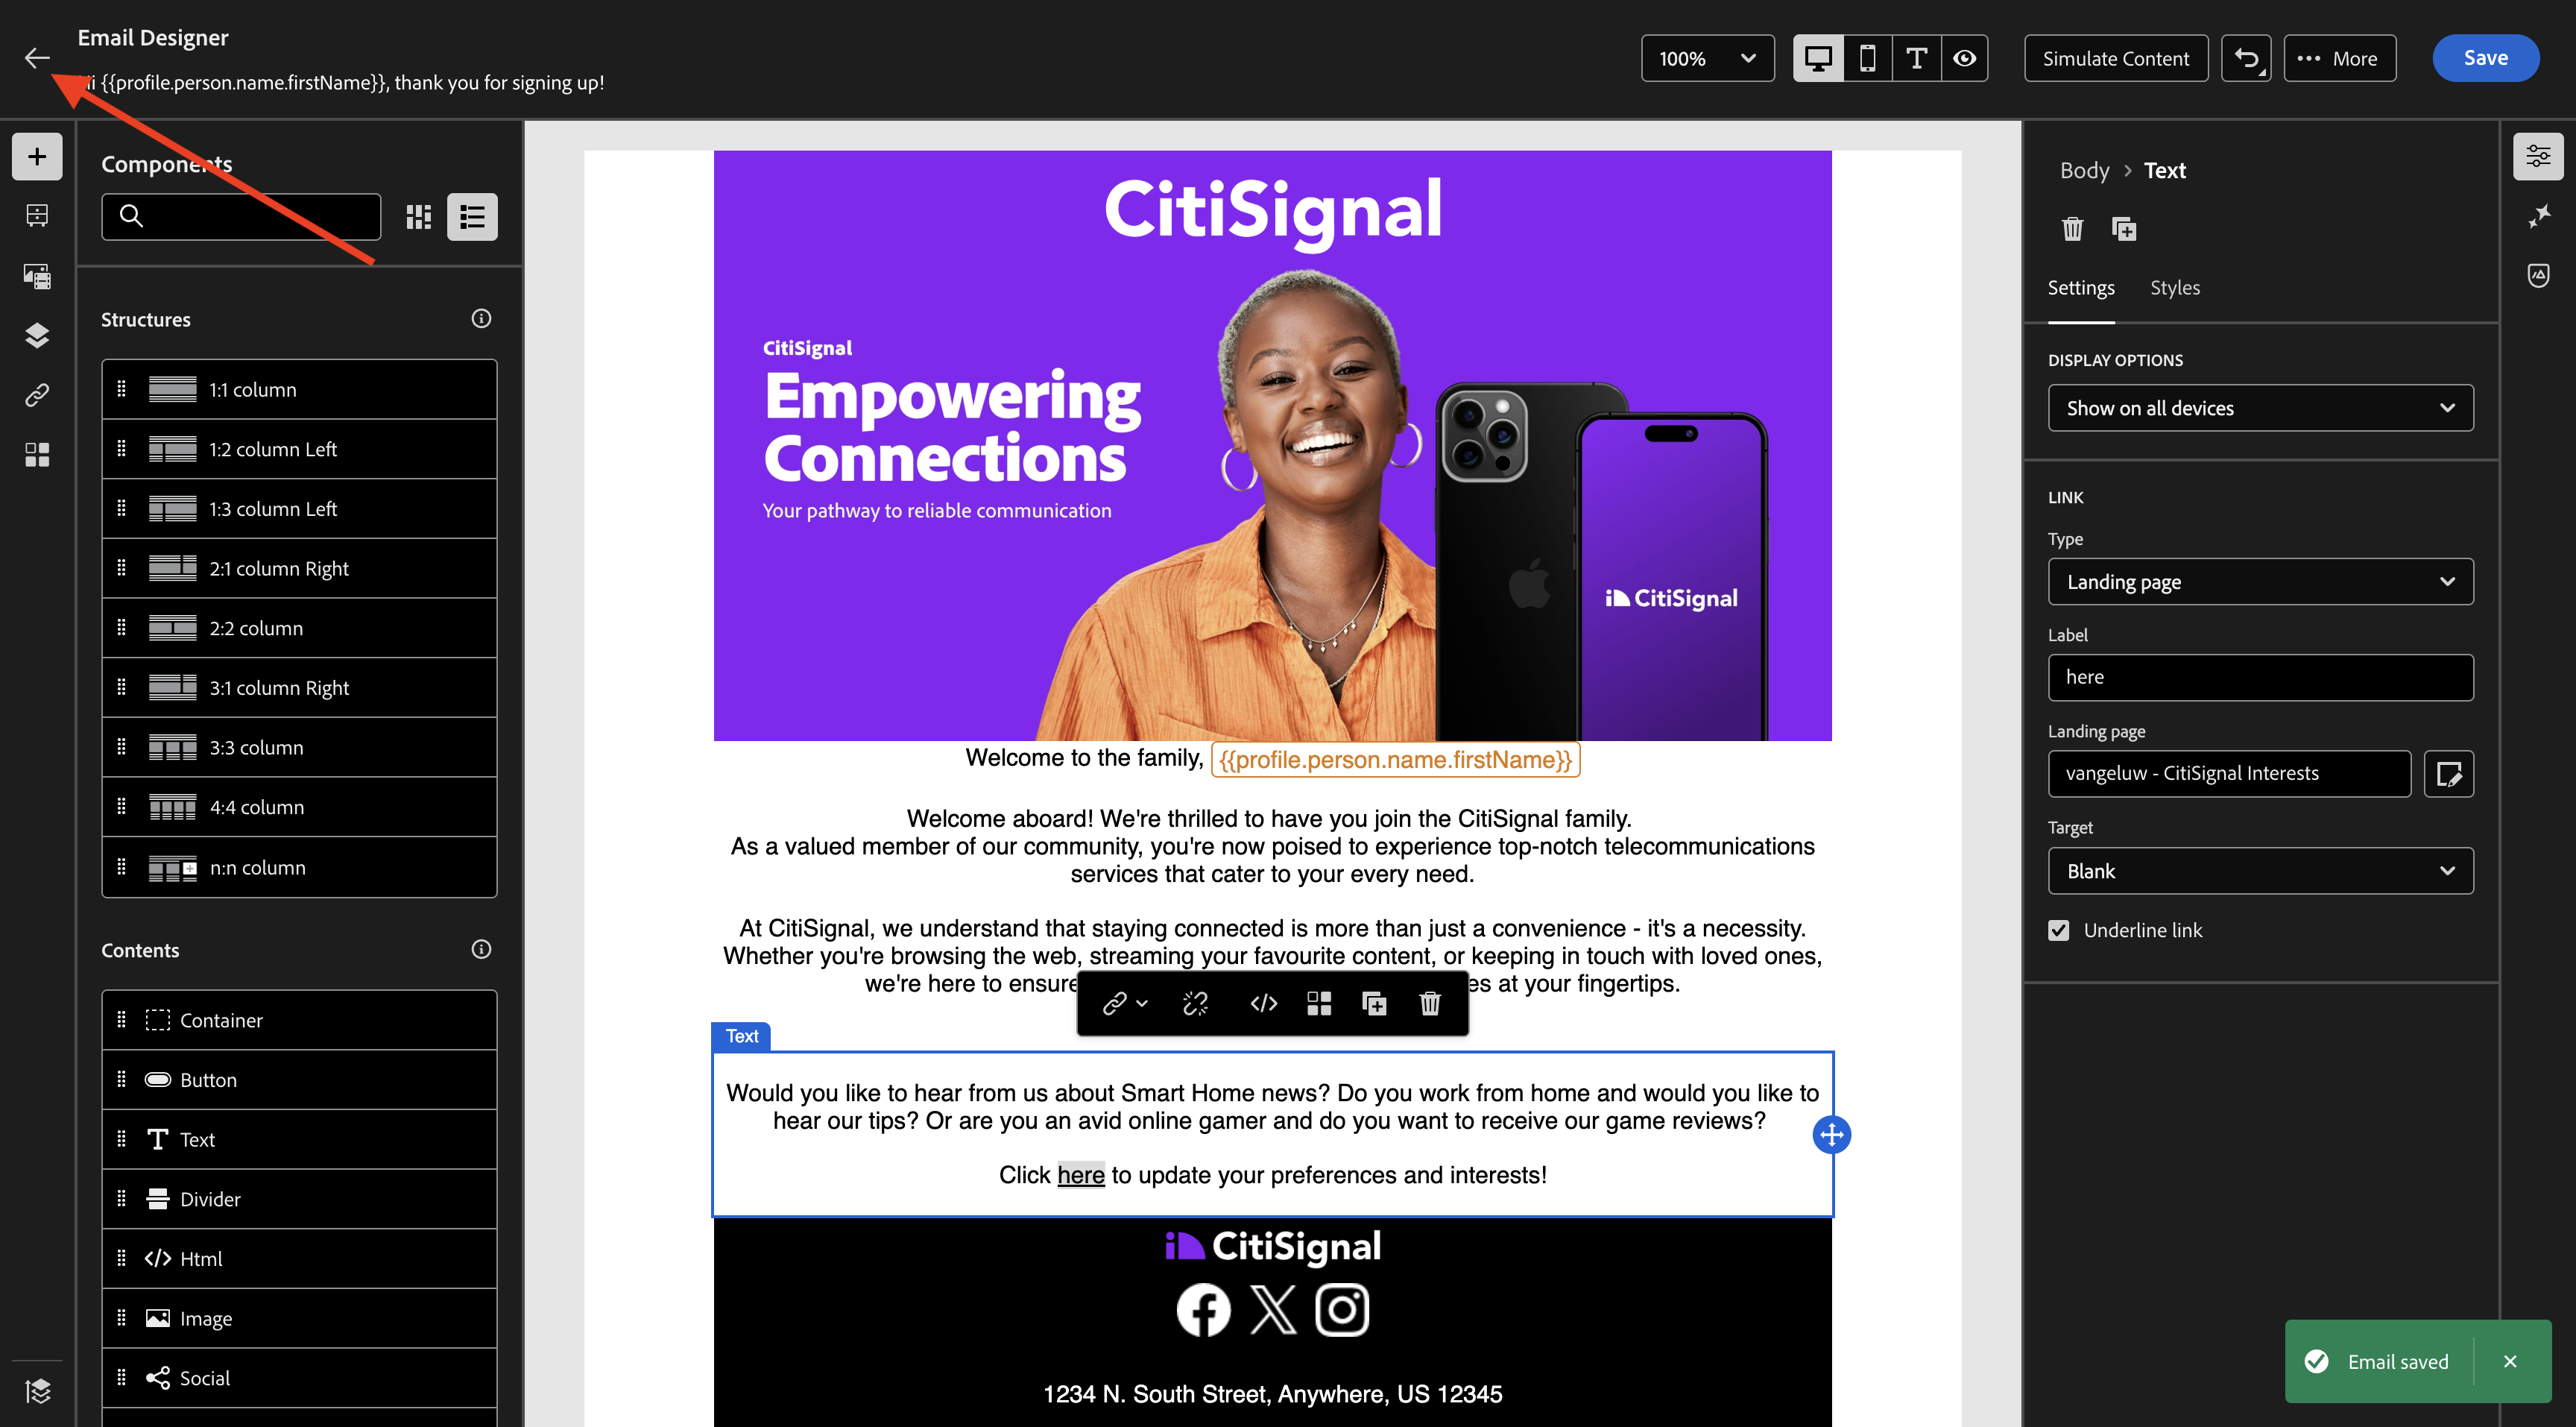 Email Designer
Hi {{profile.person.name.firstName}}, thank you for signing up!
100%
Simulate Content
More
Save
Components
Structures
1:1 column
1:2 column Left
1:3 column Left
2:1 column Right
2:2 column
3:1 column Right
3:3 column
4:4 column
n:n column
Contents
Container
Button
Text
Divider
Html
Image
Social
CitiSignal
CitiSignal
Empowering
Connections
Your pathway to reliable communication
CitiSignal
Welcome to the family, {{profile.person.name.firstName}}
Welcome aboard! We're thrilled to have you join the CitiSignal family.
As a valued member of our community, you're now poised to experience top-notch telecommunications
services that cater to your every need.
At CitiSignal, we understand that staying connected is more than just a convenience - it's a necessity.
Whether you're browsing the web, streaming your favourite content, or keeping in touch with loved ones,
we're here to ensure es at your fingertips.
Text
Would you like to hear from us about Smart Home news? Do you work from home and would you like to
hear our tips? Or are you an avid online gamer and do you want to receive our game reviews?
Click here to update your preferences and interests!
CitiSignal
1234 N. South Street, Anywhere, US 12345
Body > Text
Settings
Styles
DISPLAY OPTIONS
Show on all devices
LINK
Type
Landing page
Label
here
Landing page
vangeluw - CitiSignal Interests
Target
Blank
Underline link
Email saved